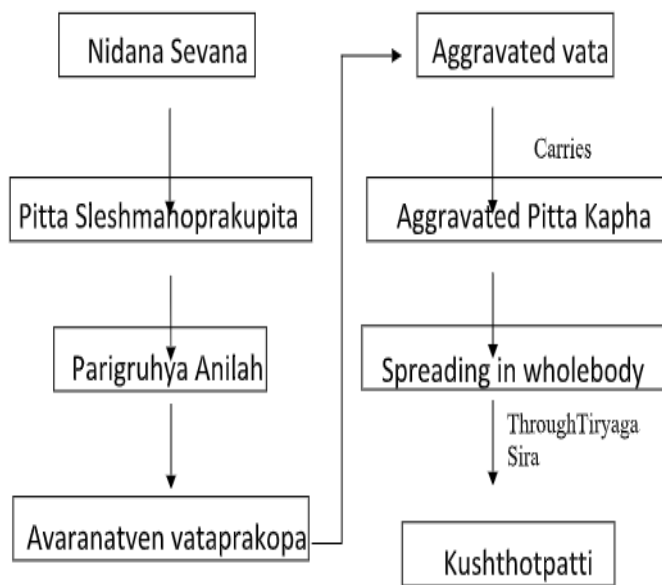 Nidana Sevana
Pitta Sleshmanoprakupita
Parigruhya Anilah
Avaranatven vataprakopa
Aggravated vata
Carries
Aggravated Pitta Kapha
Spreading in wholebody
ThroughTiryaga
Sira
Kushthotpatti